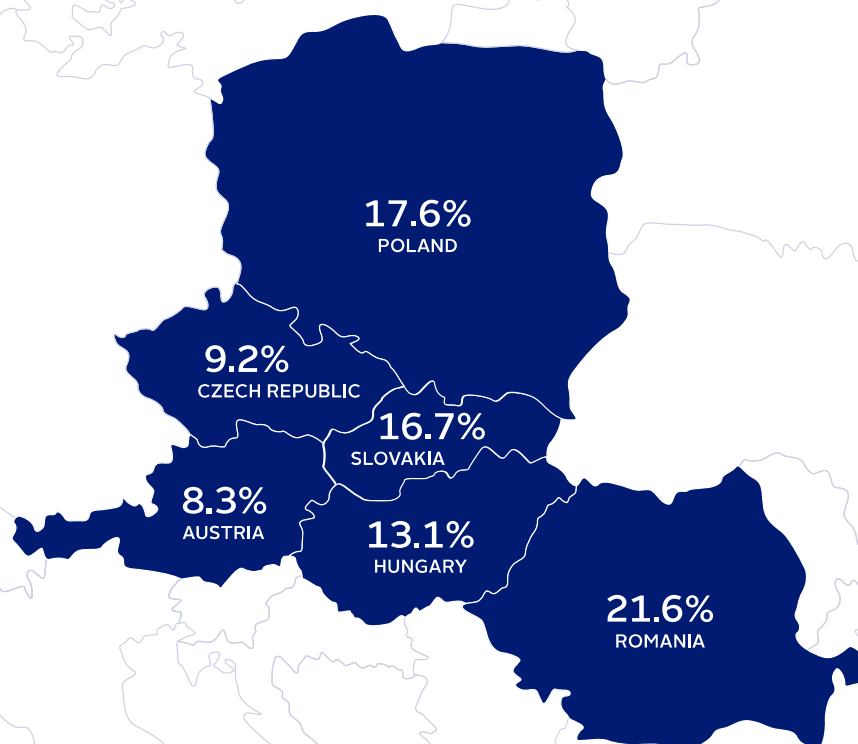 17.6%
POLAND
9.2%
CZECH REPUBLIC
16.7%
SLOVAKIA
8.3%
AUSTRIA
13.1%
HUNGARY
21.6%
ROMANIA